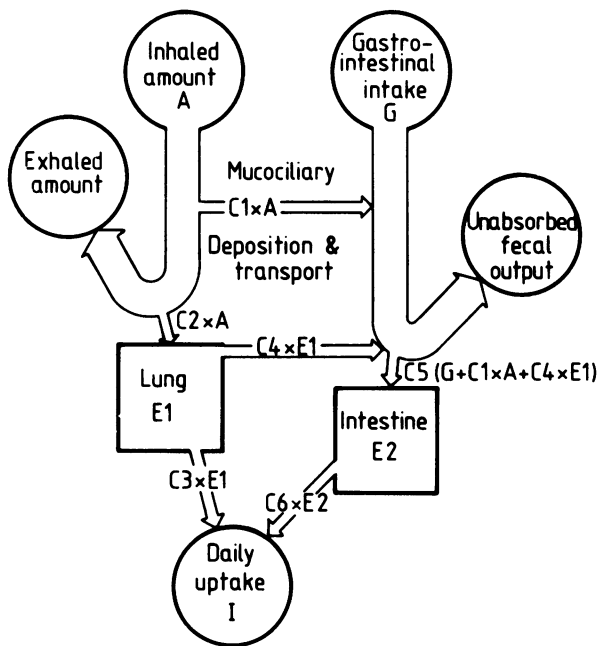 Inhaled
amount
A
Gastro-
intestinal
intake
G
Exhaled
amount
Mucociliary
C1×A
Deposition &
transport
Unabsorbed
fecal
output
C2×A
C4×E1
C5 (G+C1×A+C4×E1)
Lung
E1
Intestine
E2
C3×E1
C6×E2
Daily
uptake
I